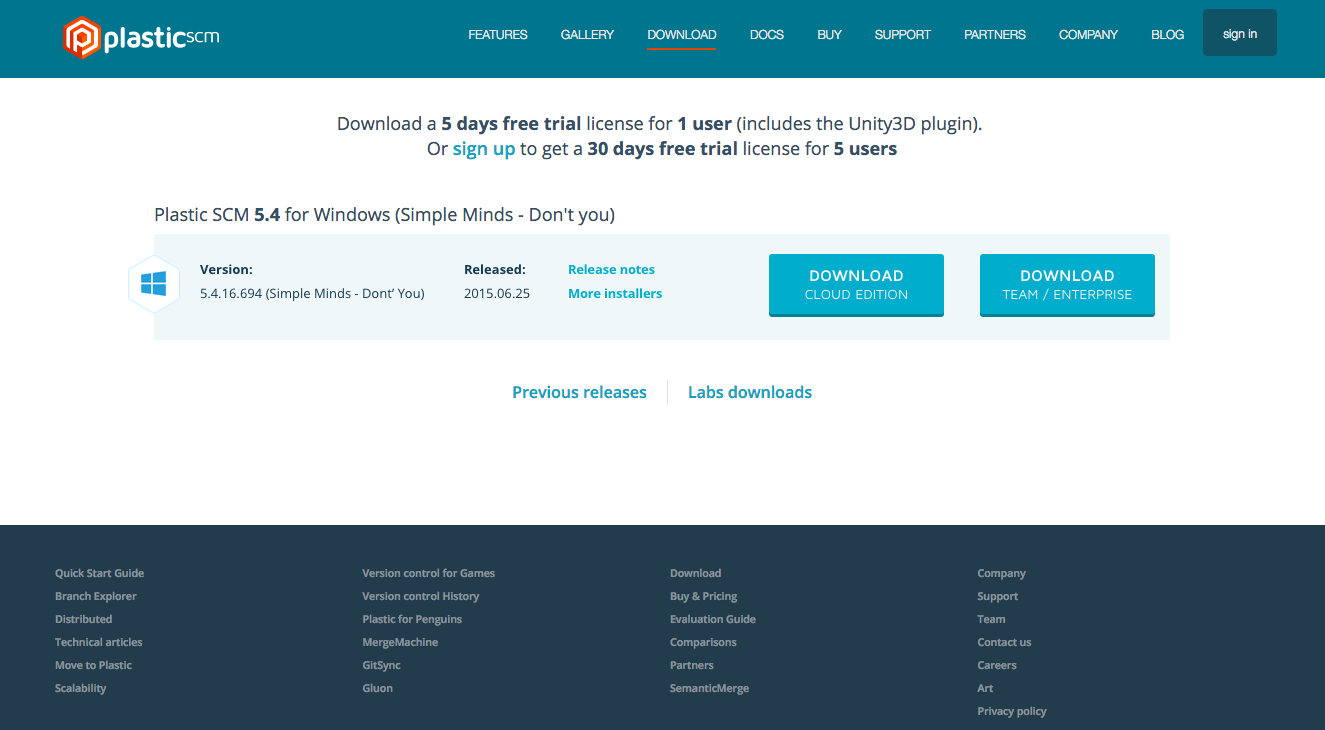 plastic scm
FEATURES GALLERY DOWNLOAD DOCS BUY SUPPORT PARTNERS COMPANY BLOG sign in
Download a 5 days free trial license for 1 user (includes the Unity3D plugin).
Or sign up to get a 30 days free trial license for 5 users
Plastic SCM 5.4 for Windows (Simple Minds - Don't you)
Version: Released: Release notes
5.4.16.694 (Simple Minds - Dont’ You) 2015.06.25 More installers
DOWNLOAD
CLOUD EDITION
DOWNLOAD
TEAM / ENTERPRISE
Previous releases Labs downloads
Quick Start Guide
Branch Explorer
Distributed
Technical articles
Move to Plastic
Scalability
Version control for Games
Version control History
Plastic for Penguins
MergeMachine
GitSync
Gluon
Download
Buy & Pricing
Evaluation Guide
Comparisons
Partners
SemanticMerge
Company
Support
Team
Contact us
Careers
Art
Privacy policy